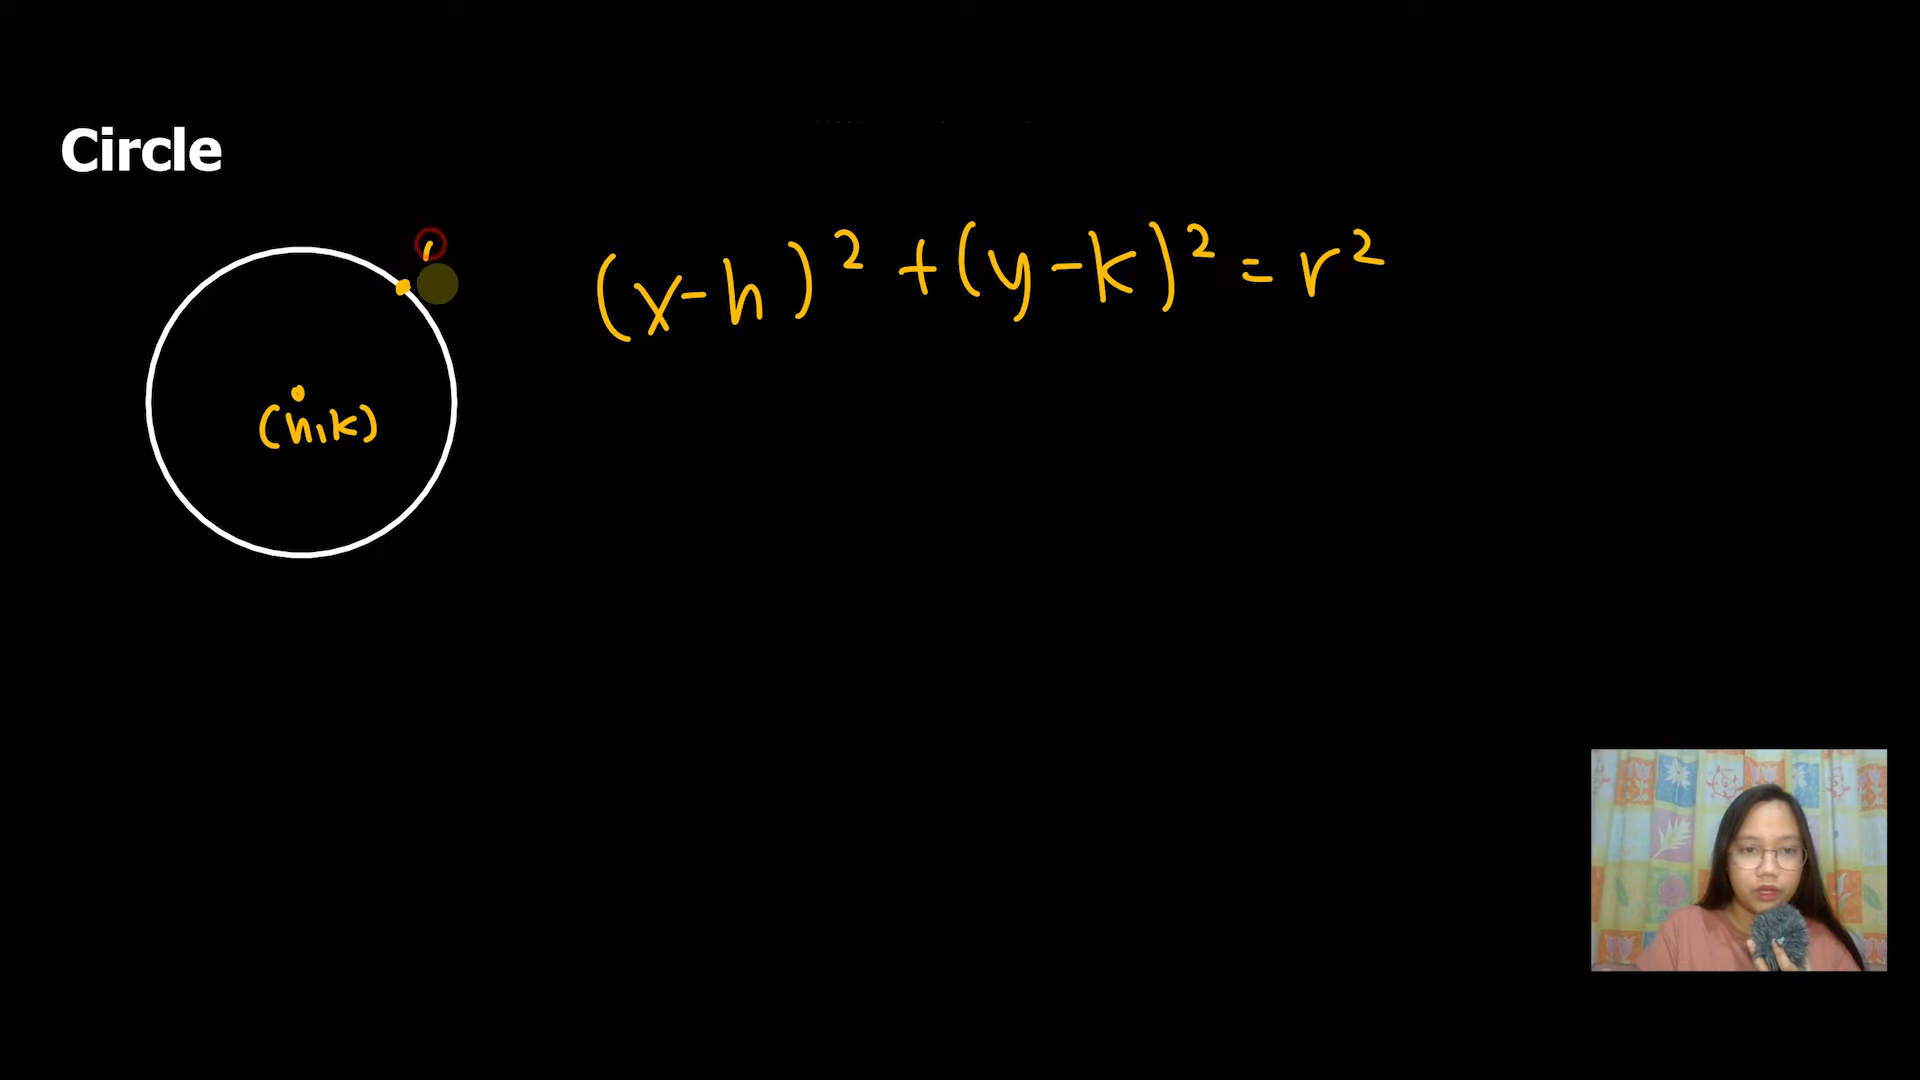 Circle
(x-h)² + (y-k)² = r²
(h,k)